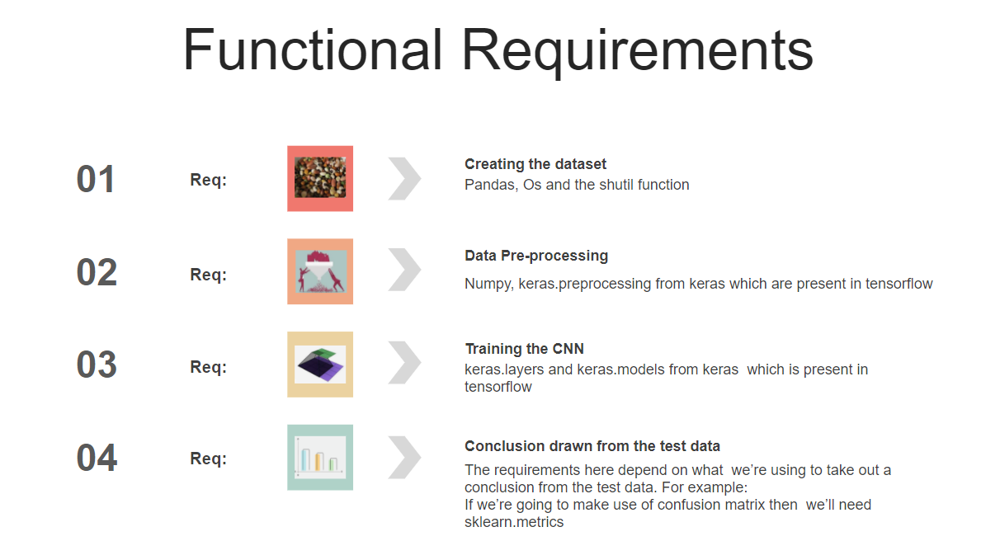 Functional Requirements
01
Req:
Creating the dataset
Pandas, Os and the shutil function
02
Req:
Data Pre-processing
Numpy, keras.preprocessing from keras which are present in tensorflow
03
Req:
Training the CNN
keras.layers and keras.models from keras  which is present in
tensorflow
04
Req:
Conclusion drawn from the test data
The requirements here depend on what  we’re using to take out a
conclusion from the test data. For example:
If we’re going to make use of confusion matrix then  we’ll need
sklearn.metrics